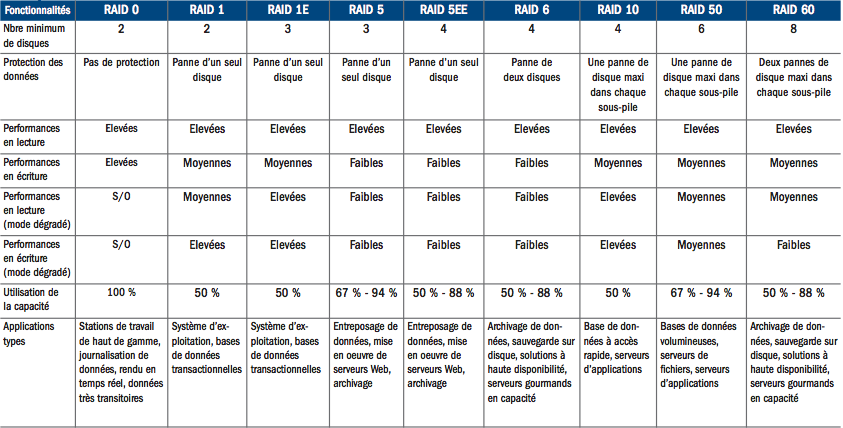 Fonctionnalités RAID 0 RAID 1 RAID 1E RAID 5 RAID 5EE RAID 6 RAID 10 RAID 50 RAID 60
Nbre minimum
de disques
2 2 3 3 4 4 4 6 8
Protection des
données
Pas de protection
Panne d'un seul
disque
Panne d'un seul
disque
Panne d'un
seul disque
Panne d'un seul
disque
Panne de
deux disques
Une panne de
disque maxi dans
chaque
sous-pile
Une panne de
disque maxi dans
chaque sous-pile
Deux pannes de
disque maxi dans
chaque sous-pile
Performances
en lecture
Elevées Elevées Elevées Elevées Elevées Elevées Elevées Elevées Elevées
Performances
en écriture
Elevées Moyennes Moyennes Faibles Faibles Faibles Moyennes Moyennes Moyennes
Performances
en lecture
(mode dégradé)
S/O Moyennes Elevées Faibles Faibles Faibles Elevées Moyennes Moyennes
Performances
en écriture
(mode dégradé)
S/O Elevées Elevées Faibles Faibles Faibles Elevées Moyennes Faibles
Utilisation de
la capacité
100 % 50 % 50 % 67 % - 94 % 50 % - 88 % 50 % - 88 % 50 % 67 % - 94 % 50 % - 88 %
Applications
types
Stations de travail
de haut de gamme,
journalisation de
données, rendu en
temps réel, données
très transitoires
Système d'ex-
ploitation, bases
de données
transactionnelles
Système d'ex-
ploitation, bases
de données
transactionnelles
Entreposage de
données, mise
en oeuvre de
serveurs Web,
archivage
Entreposage de
données, mise
en oeuvre de
serveurs Web,
archivage
Archivage de don-
nées, sauvegarde sur
disque, solutions à
haute disponibilité,
serveurs gourmands
en capacité
Base de don-
nées à accès
rapide, serveurs
d'applications
Bases de données
volumineuses,
serveurs de
fichiers, serveurs
d'applications
Archivage de don-
nées, sauvegarde sur
disque, solutions à
haute disponibilité,
serveurs gourmands
en capacité